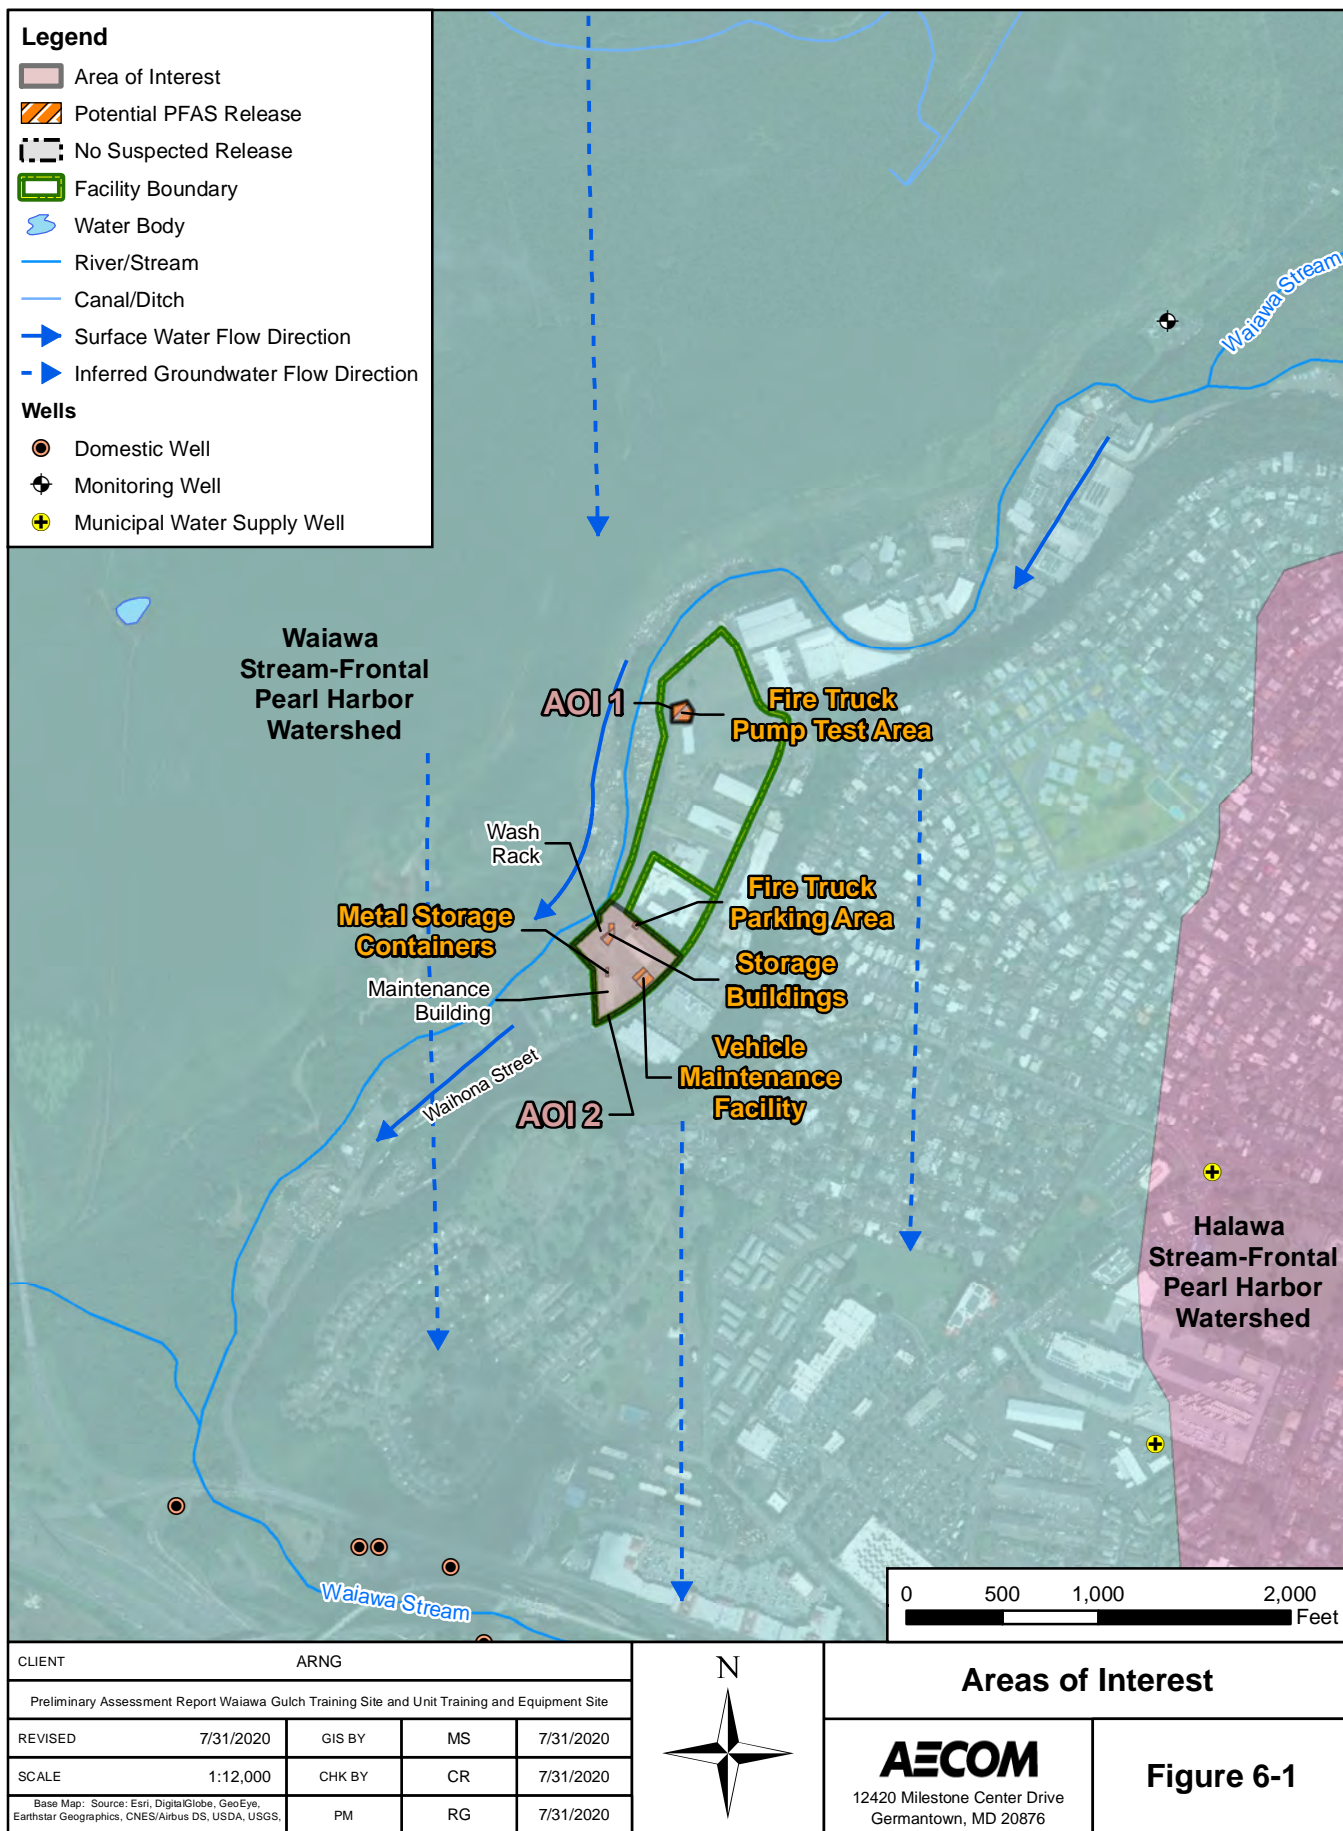 Legend
Area of Interest
Potential PFAS Release
No Suspected Release
Facility Boundary
Water Body
River/Stream
Canal/Ditch
Surface Water Flow Direction
Inferred Groundwater Flow Direction
Wells
Domestic Well
Monitoring Well
Municipal Water Supply Well
Waiawa Stream
Waiawa
Stream-Frontal
Pearl Harbor
Watershed
AOI 1
Fire Truck
Pump Test Area
Wash
Rack
Metal Storage
Containers
Fire Truck
Parking Area
Storage
Buildings
Maintenance
Building
Vehicle
Maintenance
Facility
Waihona Street
AOI 2
Halawa
Stream-Frontal
Pearl Harbor
Watershed
Waiawa Stream
0 500 1,000 2,000
Feet
CLIENT ARNG
Preliminary Assessment Report Waiawa Gulch Training Site and Unit Training and Equipment Site
REVISED 7/31/2020 GIS BY MS 7/31/2020
SCALE 1:12,000 CHK BY CR 7/31/2020
Base Map: Source: Esri, DigitalGlobe, GeoEye,
Earthstar Geographics, CNES/Airbus DS, USDA, USGS,
PM RG 7/31/2020
N
Areas of Interest
AECOM
12420 Milestone Center Drive
Germantown, MD 20876
Figure 6-1